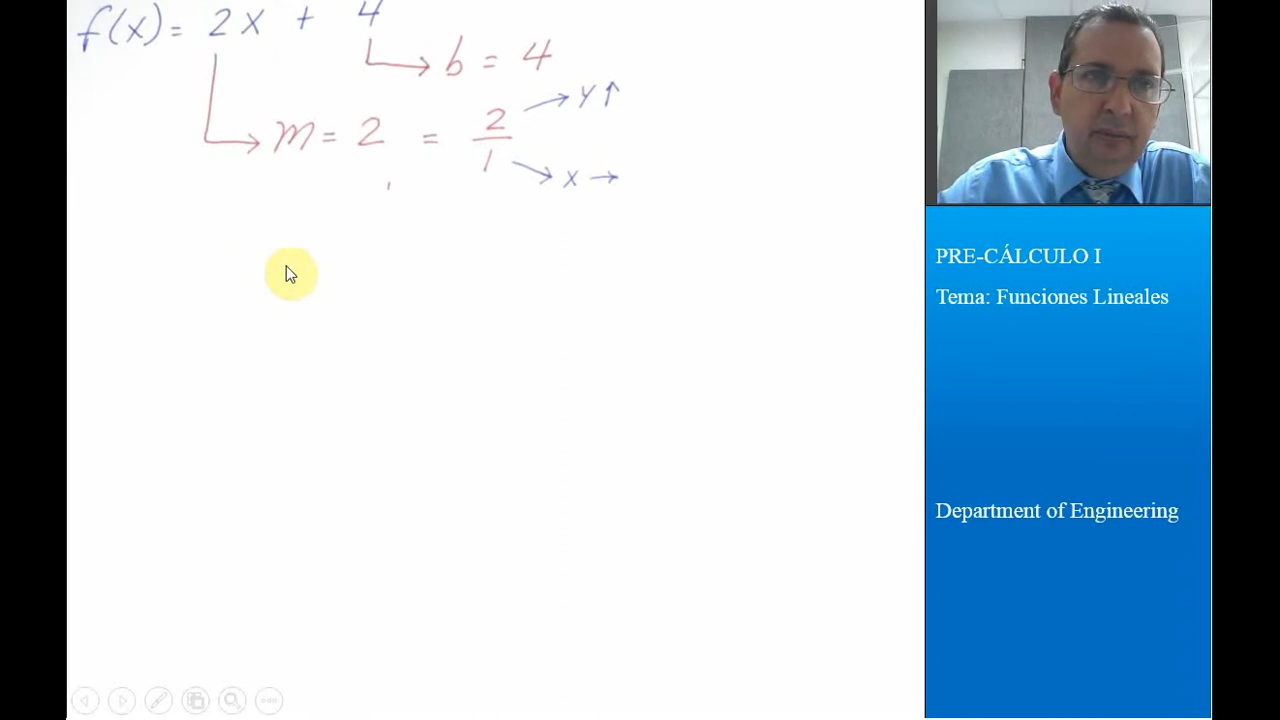 f(x) = 2x + 4
b = 4
m = 2 = 2/1
y ↑
x →
PRE-CÁLCULO I
Tema: Funciones Lineales
Department of Engineering